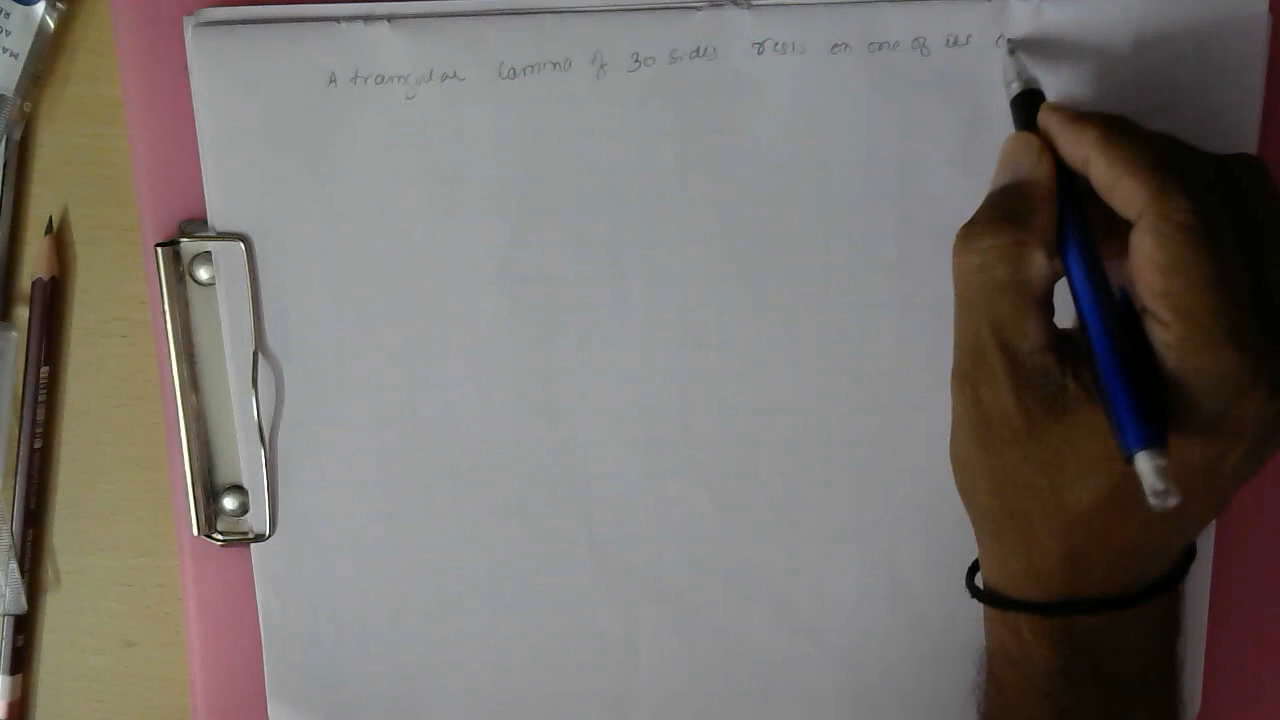 A triangular lamina of 30 sides rests on one of its